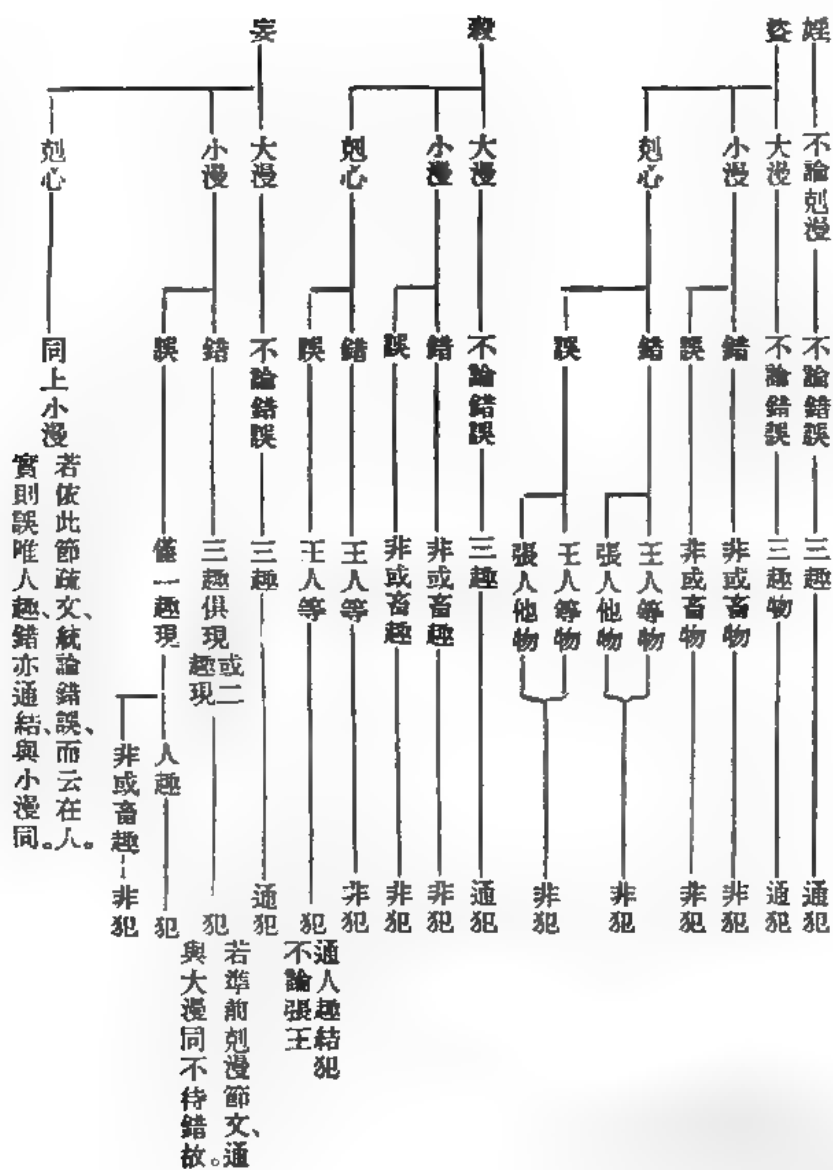 婬
不論剋漫
不論錯誤
三趣
通犯
盜
大漫
不論錯誤
三趣物
通犯
小漫
錯
非或畜物
非犯
誤
非或畜物
非犯
剋心
錯
王人等物
張人他物
非犯
誤
王人等物
張人他物
非犯
殺
大漫
不論錯誤
三趣
通犯
小漫
錯
非或畜趣
非犯
誤
非或畜趣
非犯
剋心
錯
王人等
非犯
誤
王人等
犯
通人趣結犯
不論張王
妄
大漫
不論錯誤
三趣
通犯
小漫
錯
三趣俱現
或二
趣現
犯
若準前剋漫節文、通
與大漫同不待錯故。
誤
僅一趣現
人趣
犯
非或畜趣
非犯
剋心
同上小漫
若依此節疏文、統論錯誤、而云在人。
實則誤唯人趣、錯亦通結、與小漫同。